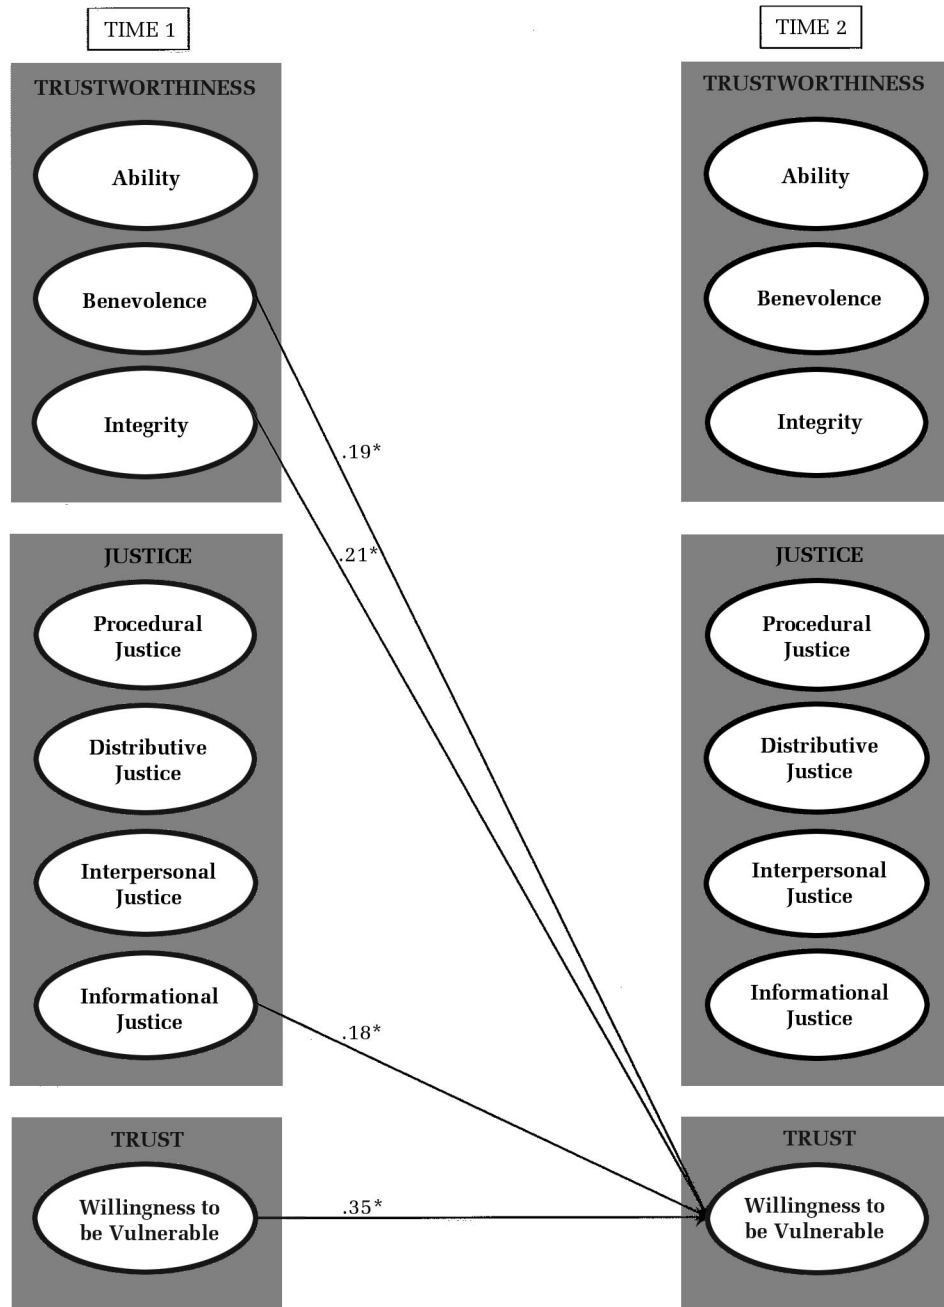 TIME 1
TRUSTWORTHINESS
Ability
Benevolence
Integrity
JUSTICE
Procedural
Justice
Distributive
Justice
Interpersonal
Justice
Informational
Justice
TRUST
Willingness to
be Vulnerable
.19*
.21*
.18*
.35*
TIME 2
TRUSTWORTHINESS
Ability
Benevolence
Integrity
JUSTICE
Procedural
Justice
Distributive
Justice
Interpersonal
Justice
Informational
Justice
TRUST
Willingness to
be Vulnerable